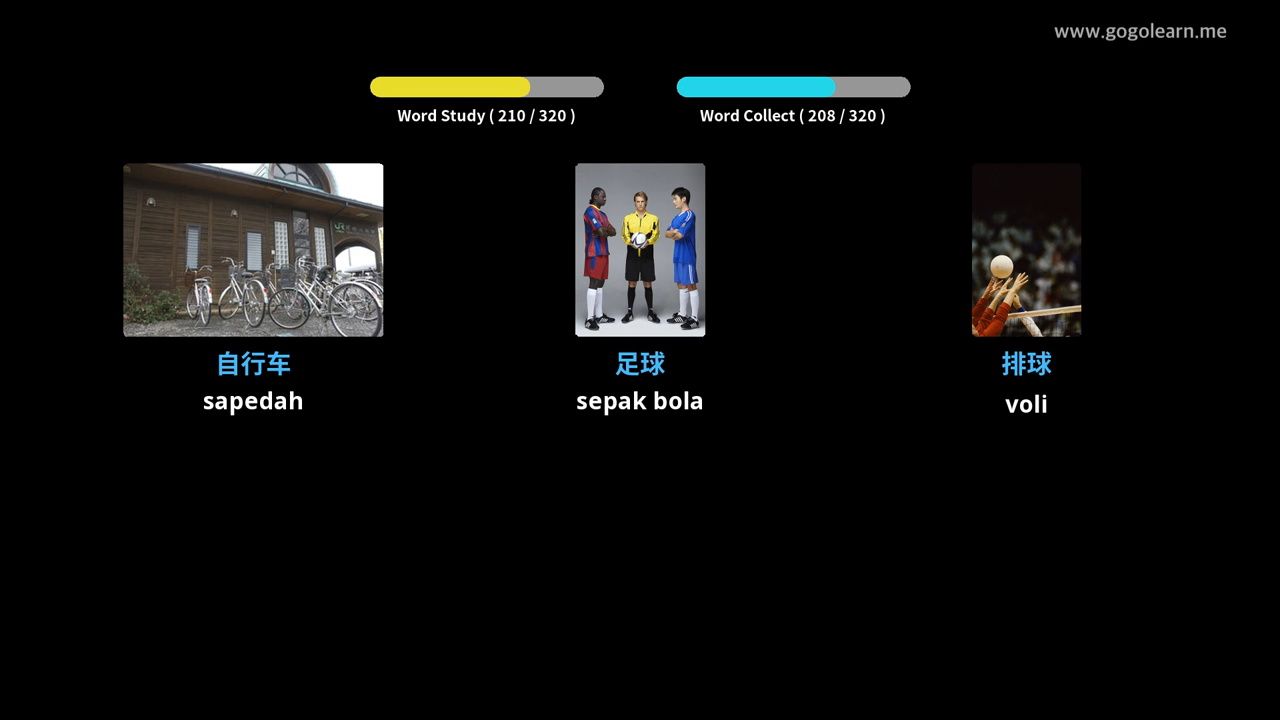 www.gogolearn.me
Word Study ( 210 / 320 )
Word Collect ( 208 / 320 )
JR
自行车
足球
排球
sapedah
sepak bola
voli